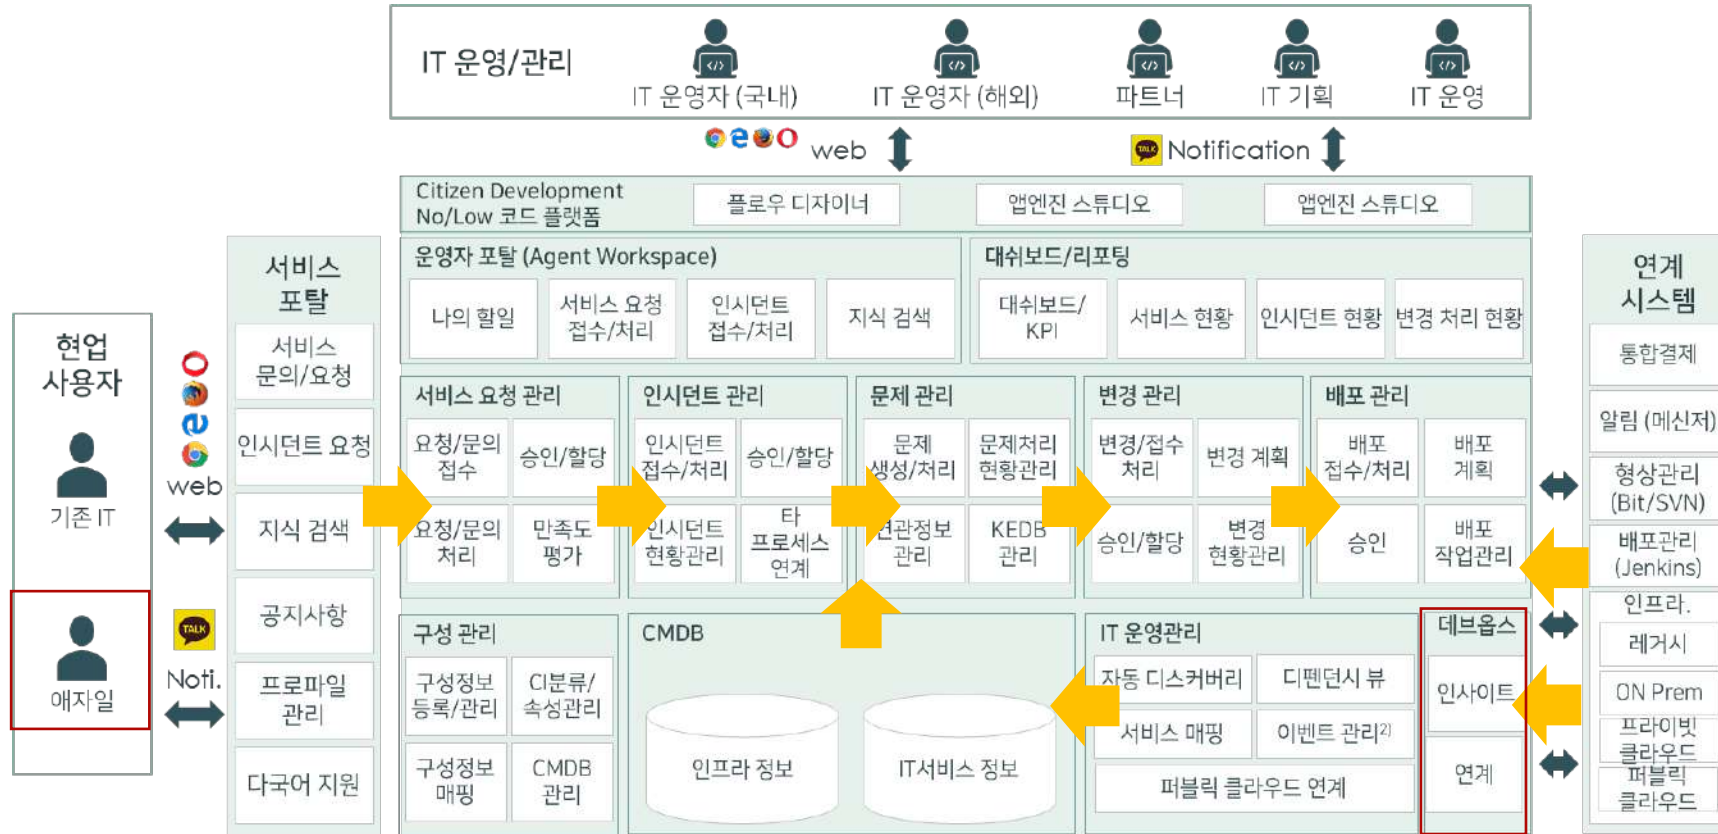 IT 운영/관리
IT 운영자 (국내)
IT 운영자 (해외)
파트너
IT 기획
IT 운영
web
TALK
Notification
Citizen Development
No/Low 코드 플랫폼
플로우 디자이너
앱엔진 스튜디오
앱엔진 스튜디오
현업
사용자
기존 IT
애자일
web
TALK
Noti.
서비스
포탈
서비스
문의/요청
인시던트 요청
지식 검색
공지사항
프로파일
관리
다국어 지원
운영자 포탈 (Agent Workspace)
나의 할일
서비스 요청
접수/처리
인시던트
접수/처리
지식 검색
대쉬보드/리포팅
대쉬보드/
KPI
서비스 현황
인시던트 현황
변경 처리 현황
서비스 요청 관리
요청/문의
접수
승인/할당
요청/문의
처리
만족도
평가
인시던트 관리
인시던트
접수/처리
승인/할당
인시던트
현황관리
타
프로세스
연계
문제 관리
문제
생성/처리
문제처리
현황관리
연관정보
관리
KEDB
관리
변경 관리
변경/접수
처리
변경 계획
승인/할당
변경
현황관리
배포 관리
배포
접수/처리
배포
계획
승인
배포
작업관리
구성 관리
구성정보
등록/관리
CI분류/
속성관리
구성정보
매핑
CMDB
관리
CMDB
인프라 정보
IT서비스 정보
IT 운영관리
자동 디스커버리
디펜던시 뷰
서비스 매핑
이벤트 관리2)
퍼블릭 클라우드 연계
데브옵스
인사이트
연계
연계
시스템
통합결제
알림 (메신저)
형상관리
(Bit/SVN)
배포관리
(Jenkins)
인프라.
레거시
ON Prem
프라이빗
클라우드
퍼블릭
클라우드